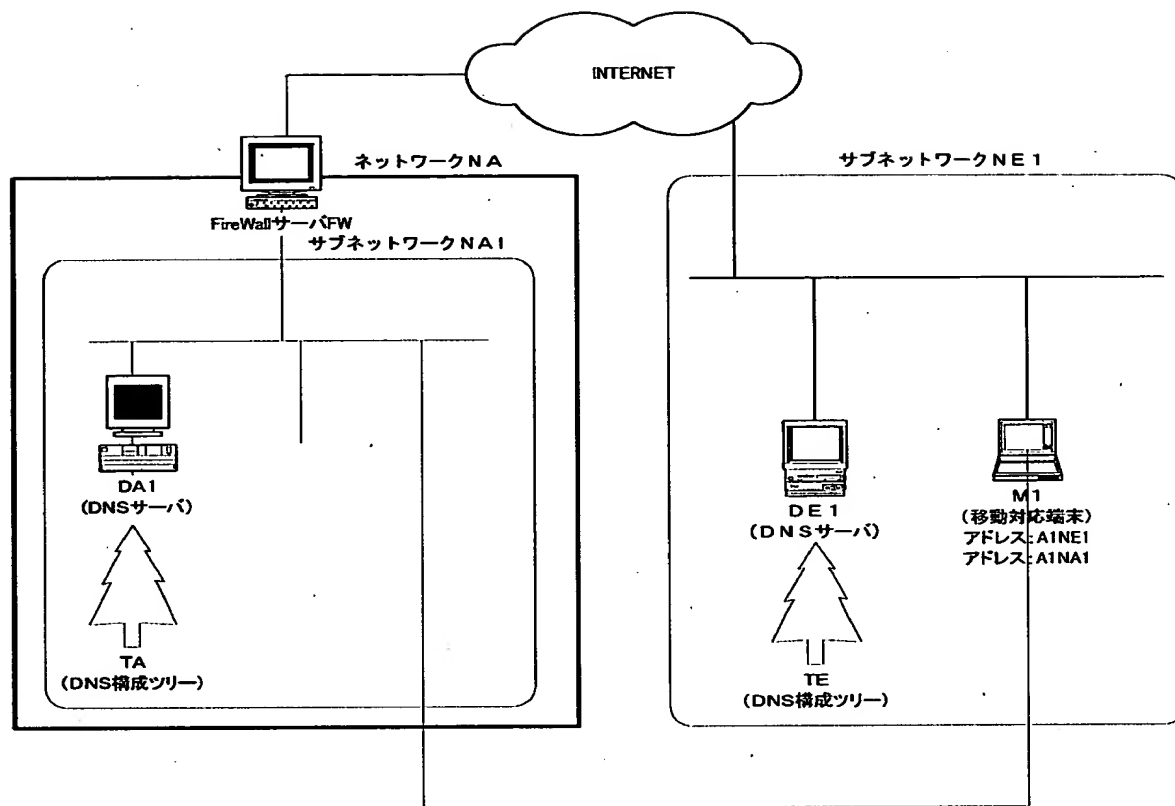 INTERNET
ネットワークNA
FireWallサーバFW
サブネットワークNA1
DA1
(DNSサーバ)
TA
(DNS構成ツリー)
サブネットワークNE1
DE1
(DNSサーバ)
TE
(DNS構成ツリー)
M1
(移動対応端末)
アドレス:A1NE1
アドレス:A1NA1